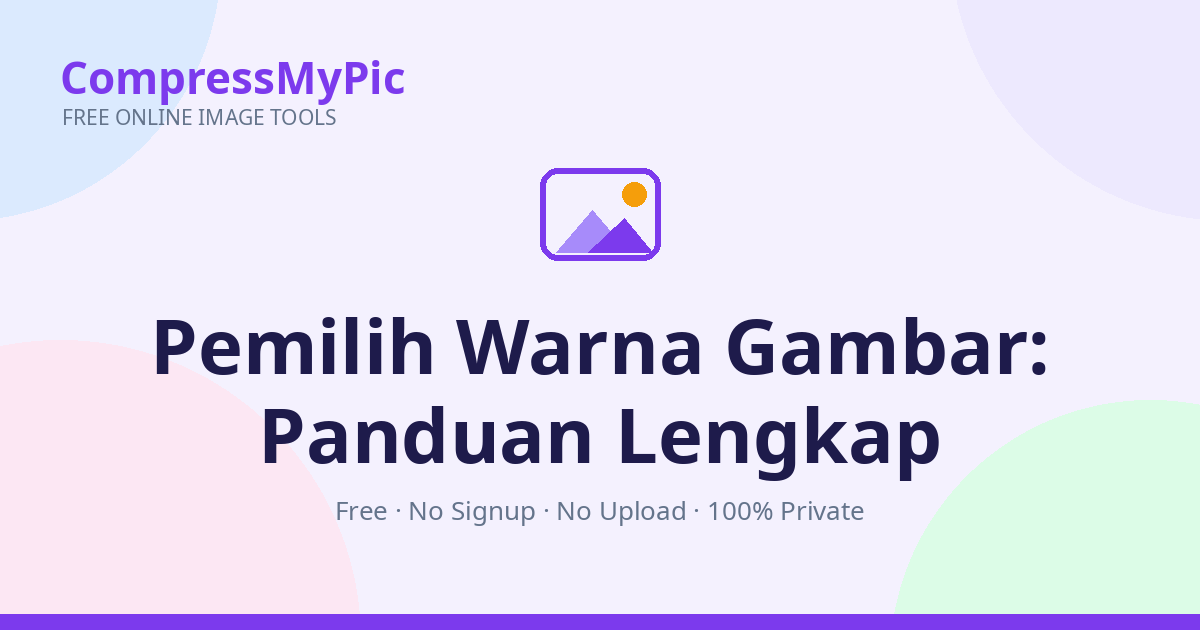 CompressMyPic
FREE ONLINE IMAGE TOOLS
Pemilih Warna Gambar:
Panduan Lengkap
Free · No Signup · No Upload · 100% Private